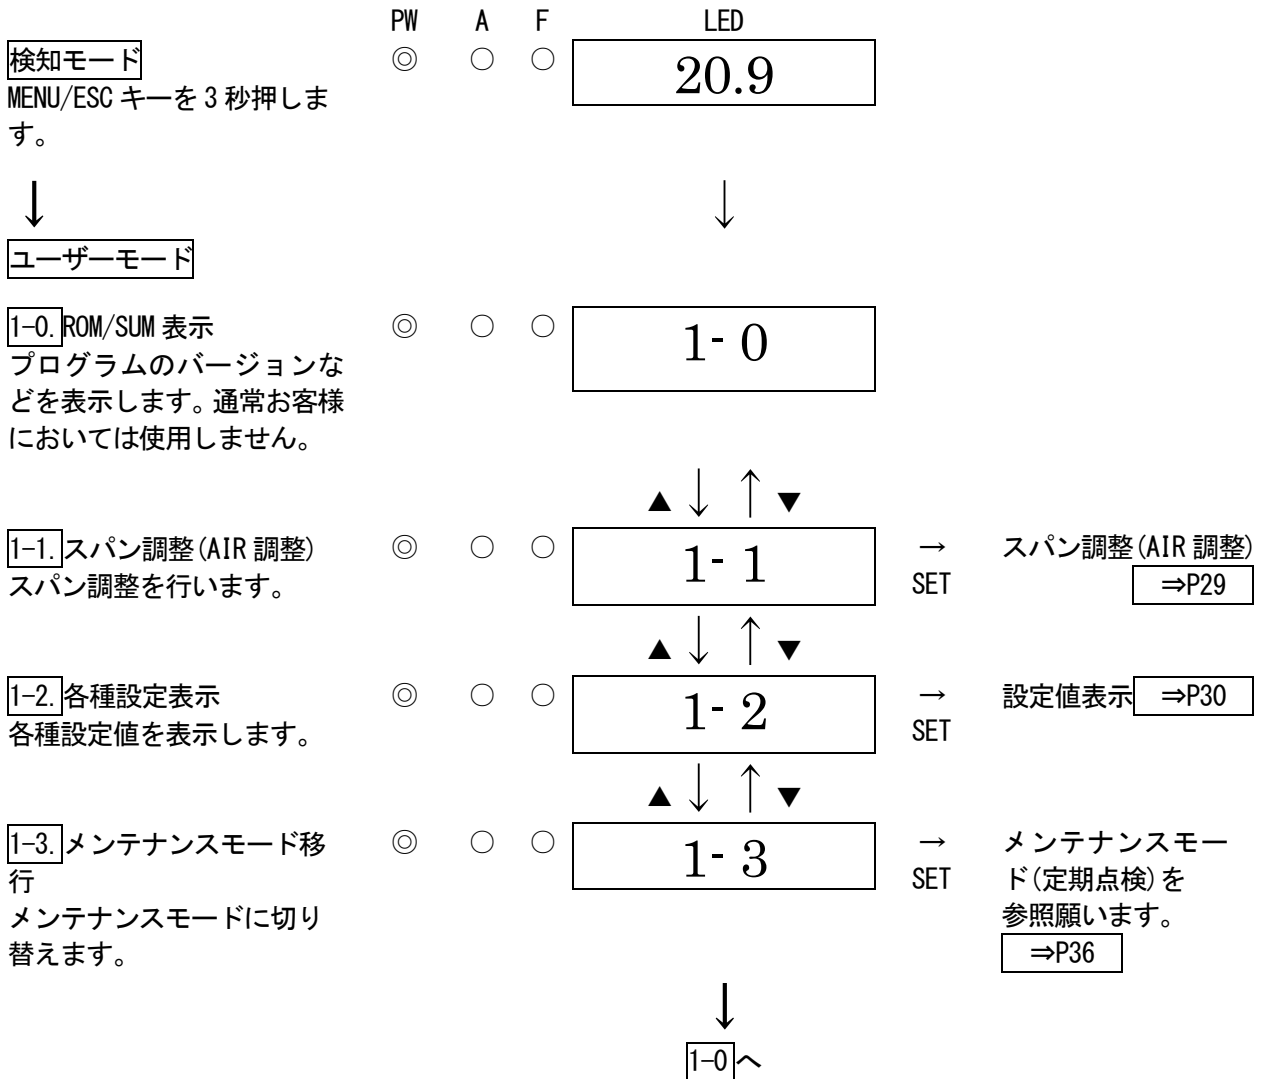 PW A F LED
検知モード ◎ ○ ○ 20.9
MENU/ESC キーを3秒押しま
す。
↓ ↓
ユーザーモード
1-0.ROM/SUM 表示 ◎ ○ ○ 1- 0
プログラムのバージョンな
どを表示します。通常お客様
においては使用しません。
▲↓ ↑▼
1-1.スパン調整(AIR 調整) ◎ ○ ○ 1- 1 → スパン調整(AIR 調整)
スパン調整を行います。 SET ⇒P29
▲↓ ↑▼
1-2.各種設定表示 ◎ ○ ○ 1- 2 → 設定値表示 ⇒P30
各種設定値を表示します。 SET
▲↓ ↑▼
1-3.メンテナンスモード移 ◎ ○ ○ 1- 3 → メンテナンスモー
行 SET ド(定期点検)を
メンテナンスモードに切り 参照願います。
替えます。 ⇒P36
↓
1-0へ